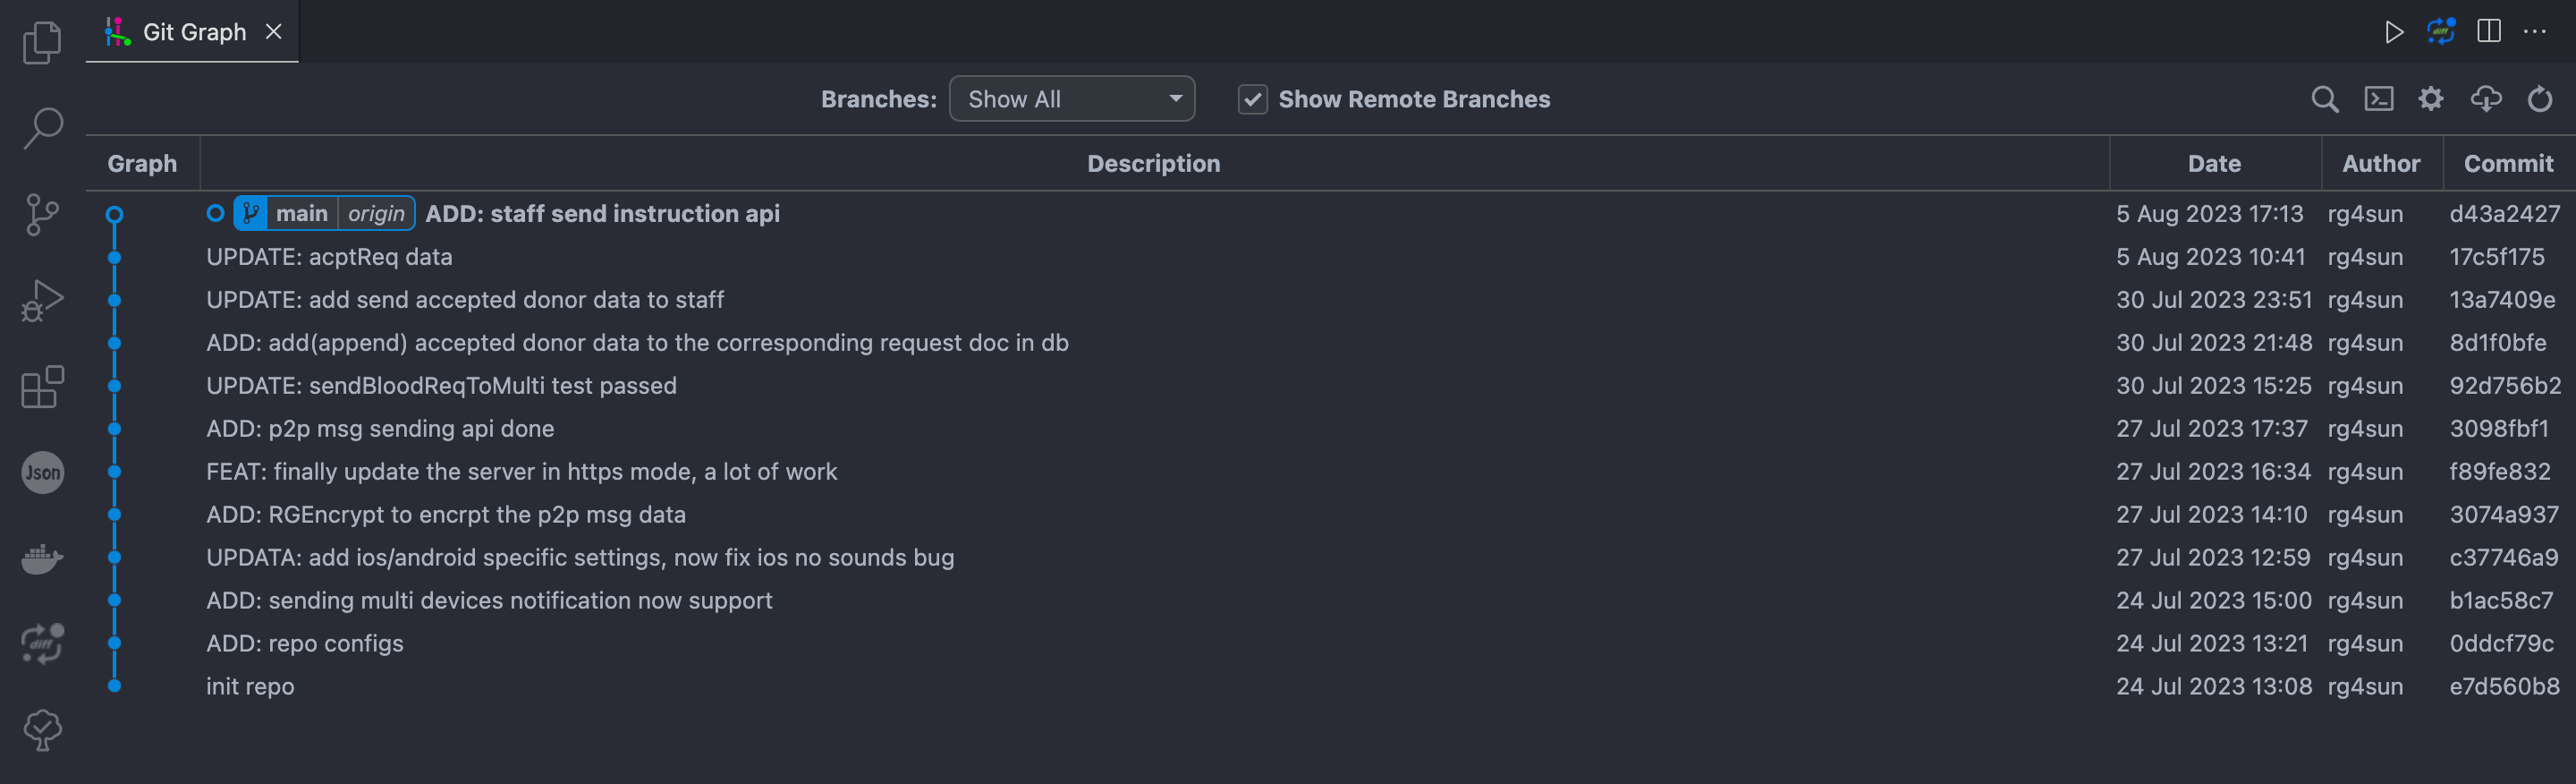 Git Graph
Branches: Show All Show Remote Branches
Graph Description Date Author Commit
main origin ADD: staff send instruction api 5 Aug 2023 17:13 rg4sun d43a2427
UPDATE: acptReq data 5 Aug 2023 10:41 rg4sun 17c5f175
UPDATE: add send accepted donor data to staff 30 Jul 2023 23:51 rg4sun 13a7409e
ADD: add(append) accepted donor data to the corresponding request doc in db 30 Jul 2023 21:48 rg4sun 8d1f0bfe
UPDATE: sendBloodReqToMulti test passed 30 Jul 2023 15:25 rg4sun 92d756b2
ADD: p2p msg sending api done 27 Jul 2023 17:37 rg4sun 3098fbf1
FEAT: finally update the server in https mode, a lot of work 27 Jul 2023 16:34 rg4sun f89fe832
Json ADD: RGEncrypt to encrpt the p2p msg data 27 Jul 2023 14:10 rg4sun 3074a937
UPDATA: add ios/android specific settings, now fix ios no sounds bug 27 Jul 2023 12:59 rg4sun c37746a9
ADD: sending multi devices notification now support 24 Jul 2023 15:00 rg4sun b1ac58c7
diff ADD: repo configs 24 Jul 2023 13:21 rg4sun 0ddcf79c
init repo 24 Jul 2023 13:08 rg4sun e7d560b8